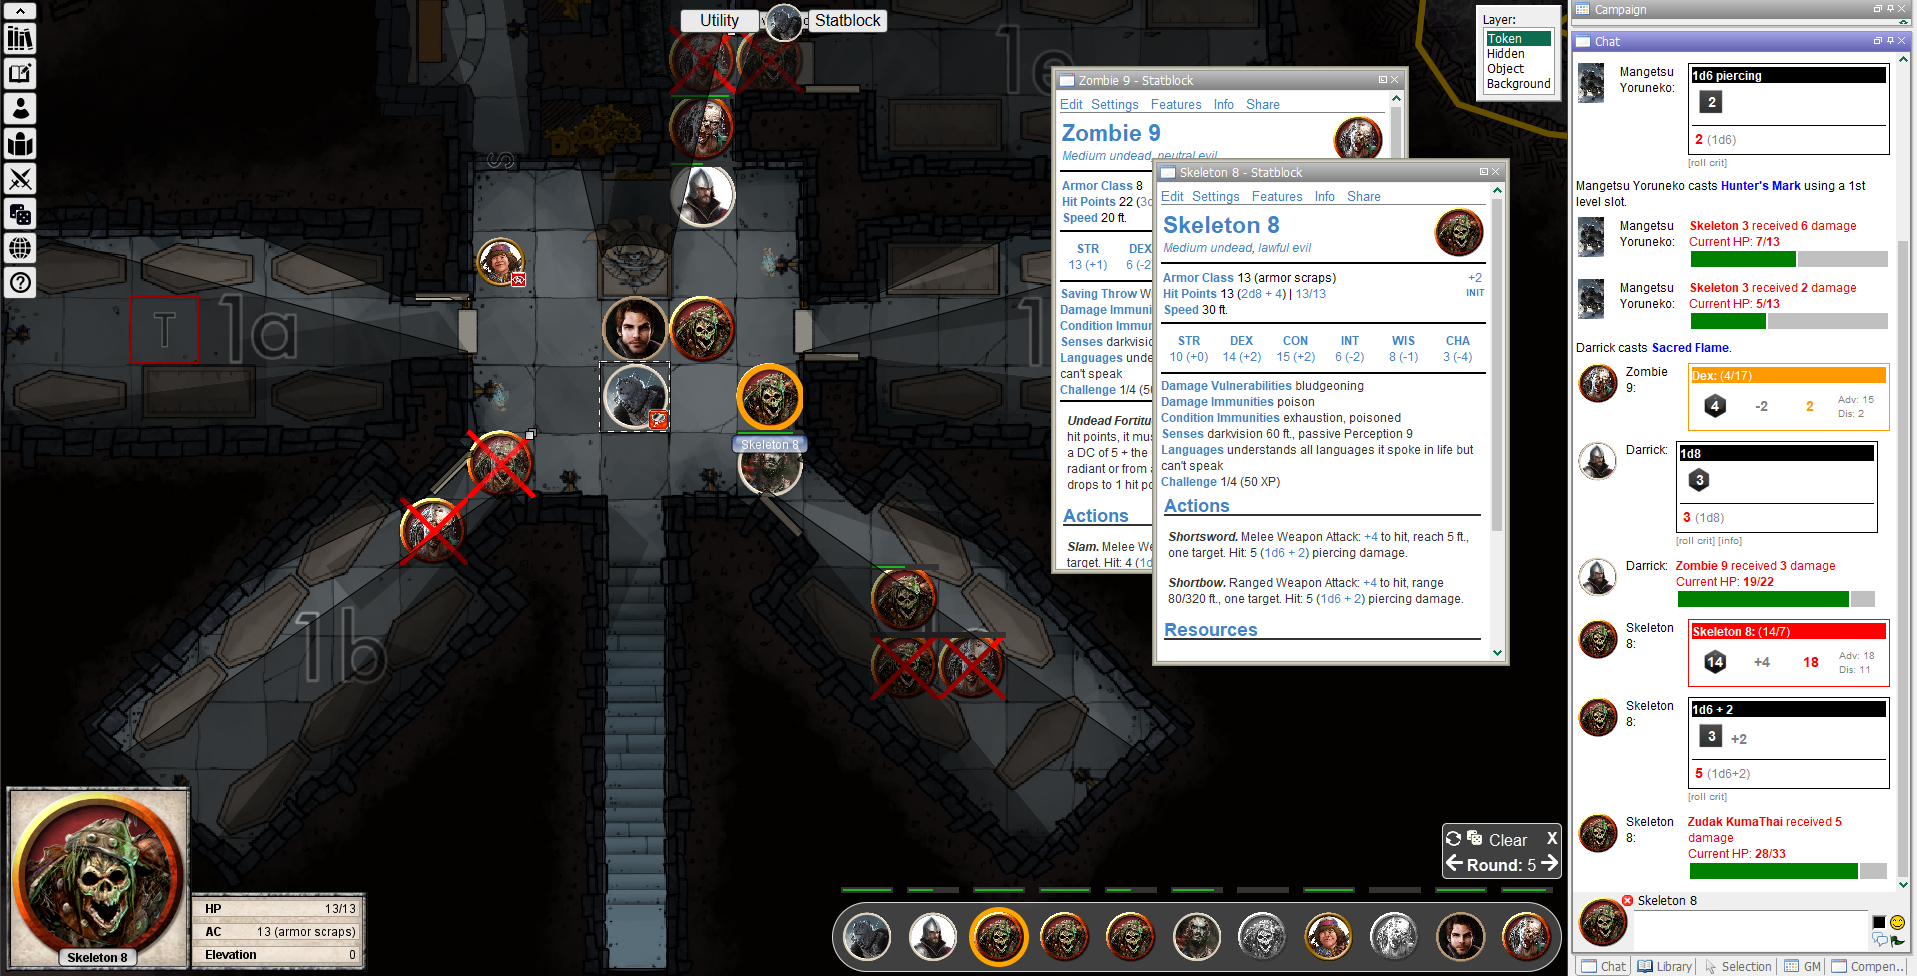 Utility
Statblock
Layer:
Token
Hidden
Object
Background
1e
S
T
1a
1b
Skeleton 8
Zombie 9 - Statblock
Edit Settings Features Info Share
Zombie 9
Medium undead, neutral evil
Armor Class 8
Hit Points 22
Speed 20 ft.
STR
13 (+1)
6 (-2
Saving Throw
Senses
Languages
can't speak
Challenge 1/4
hit points, it
a DC of 5 + the
radiant or from
drops to 1 hit
Actions
Slam.
target. Hit: 4
Skeleton 8 - Statblock
Edit Settings Features Info Share
Skeleton 8
Medium undead, lawful evil
Armor Class 13 (armor scraps) +2
Hit Points 13 (2d8 + 4) | 13/13 INIT
Speed 30 ft.
STR DEX CON INT WIS CHA
10 (+0) 14 (+2) 15 (+2) 6 (-2) 8 (-1) 3 (-4)
Damage Vulnerabilities bludgeoning
Damage Immunities poison
Condition Immunities exhaustion, poisoned
Senses darkvision 60 ft., passive Perception 9
Languages understands all languages it spoke in life but
can't speak
Challenge 1/4 (50 XP)
Actions
Shortsword. Melee Weapon Attack: +4 to hit, reach 5 ft.,
one target. Hit: 5 (1d6 + 2) piercing damage.
Shortbow. Ranged Weapon Attack: +4 to hit, range
80/320 ft., one target. Hit: 5 (1d6 + 2) piercing damage.
Resources
Clear X
Round: 5
HP 13/13
AC 13 (armor scraps)
Elevation 0
Skeleton 8
Campaign
Chat
Mangetsu
Yoruneko:
1d6 piercing
2
2 (1d6)
[roll crit]
Mangetsu Yoruneko casts Hunter's Mark using a 1st
level slot.
Mangetsu
Yoruneko:
Skeleton 3 received 6 damage
Current HP: 7/13
Mangetsu
Yoruneko:
Skeleton 3 received 2 damage
Current HP: 5/13
Darrick casts Sacred Flame.
Zombie
9:
Dex: (4/17)
4 -2 2
Adv: 15
Dis: 2
Darrick:
1d8
3
3 (1d8)
[roll crit] [info]
Darrick:
Zombie 9 received 3 damage
Current HP: 19/22
Skeleton
8:
Skeleton 8: (14/7)
14 +4 18
Adv: 18
Dis: 11
Skeleton
8:
1d6 + 2
3 +2
5 (1d6+2)
[roll crit]
Skeleton
8:
Zudak KumaThai received 5
damage
Current HP: 28/33
Skeleton 8
Chat Library Selection GM Compen..